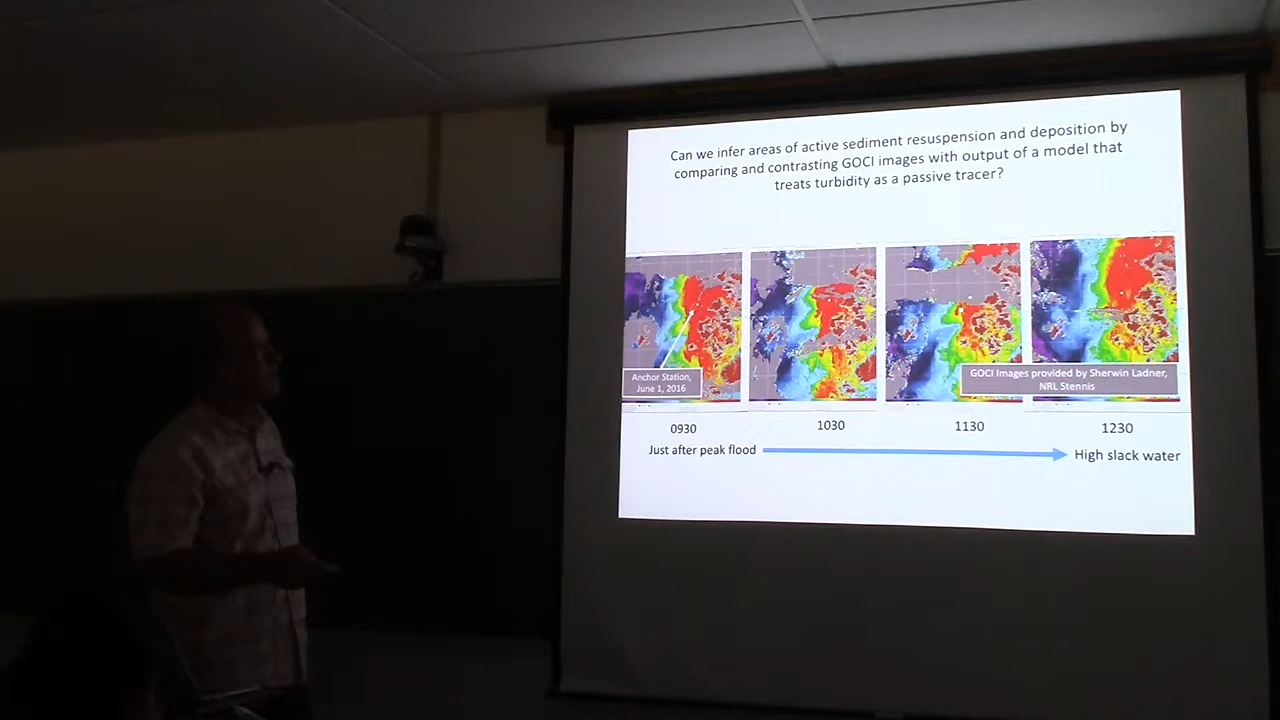 Can we infer areas of active sediment resuspension and deposition by
comparing and contrasting GOCI images with output of a model that
treats turbidity as a passive tracer?
Anchor Station,
June 1, 2016
GOCI Images provided by Sherwin Ladner,
NRL Stennis
0930
1030
1130
1230
Just after peak flood
High slack water